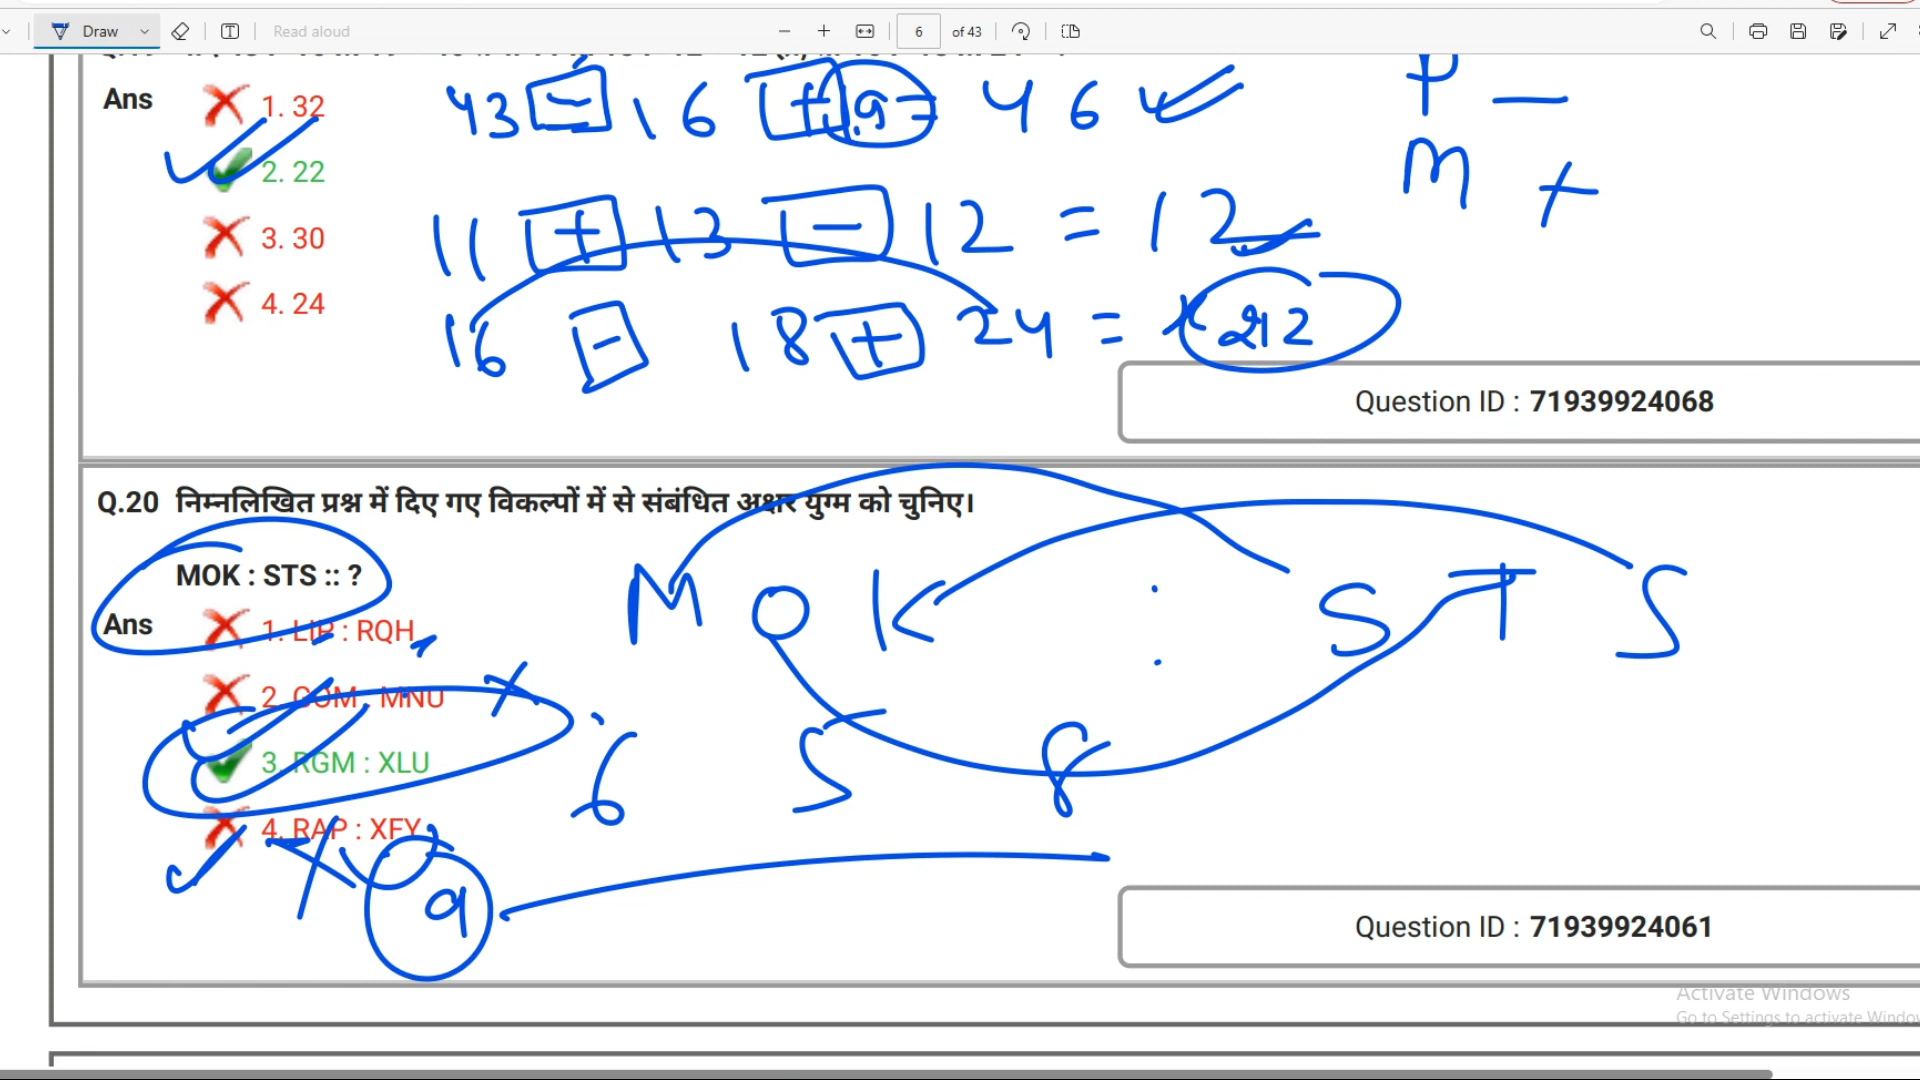 Draw
Read aloud
6 of 43
Ans 1. 32
2. 22
3. 30
4. 24
43 - 16 + 19 = 46
P -
M +
11 + 13 - 12 = 12
16 - 18 + 24 =
Question ID : 71939924068
Q.20 निम्नलिखित प्रश्न में दिए गए विकल्पों में से संबंधित अक्षर युग्म को चुनिए।
MOK : STS :: ?
M O K : S T S
Ans 1. LIP : RQH
2. COM : MNU
3. RGM : XLU
4. RAP : XFY
6 5 8
9
Question ID : 71939924061
Activate Windows
Go to Settings to activate Window